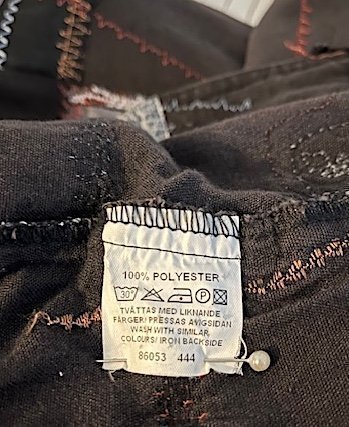 100% POLYESTER
30°
P
TVÄTTAS MED LIKNANDE
FÄRGER/PRESSAS AVIGSIDAN
WASH WITH SIMILAR
COLOURS/IRON BACKSIDE
86053 444